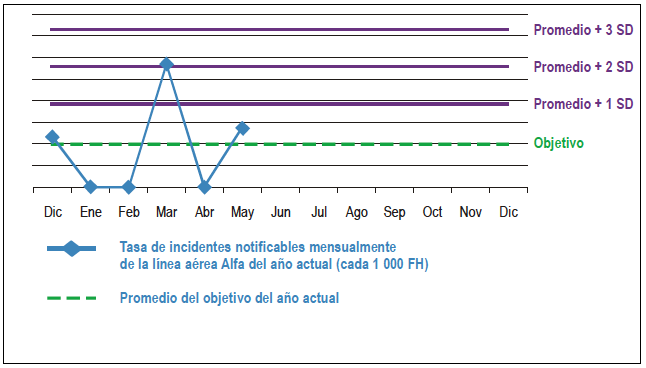 Promedio + 3 SD
Promedio + 2 SD
Promedio + 1 SD
Objetivo
Dic Ene Feb Mar Abr May Jun Jul Ago Sep Oct Nov Dic
Tasa de incidentes notificables mensualmente
de la línea aérea Alfa del año actual (cada 1 000 FH)
Promedio del objetivo del año actual